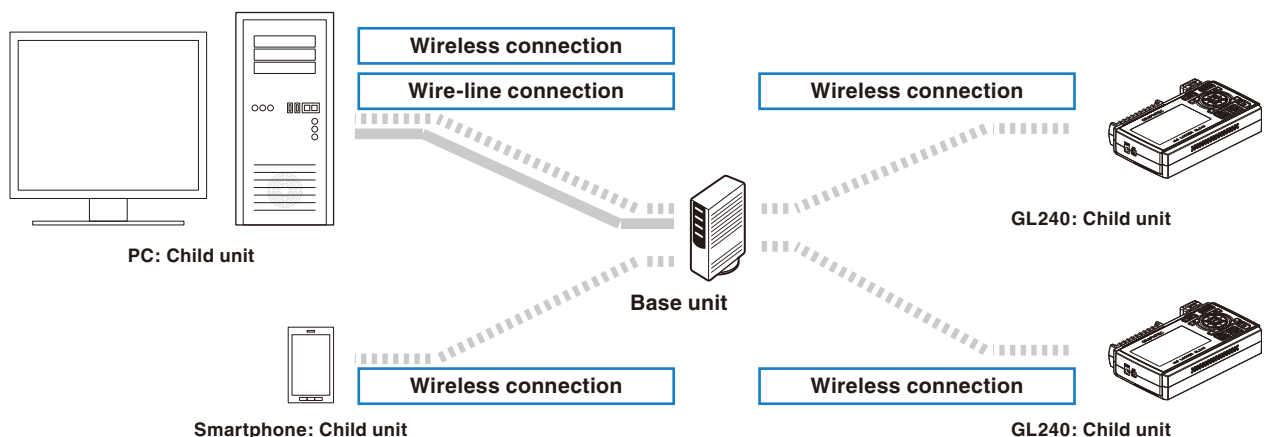 Wireless connection
Wire-line connection
Wireless connection
PC: Child unit
GL240: Child unit
Base unit
Wireless connection
Wireless connection
Smartphone: Child unit
GL240: Child unit